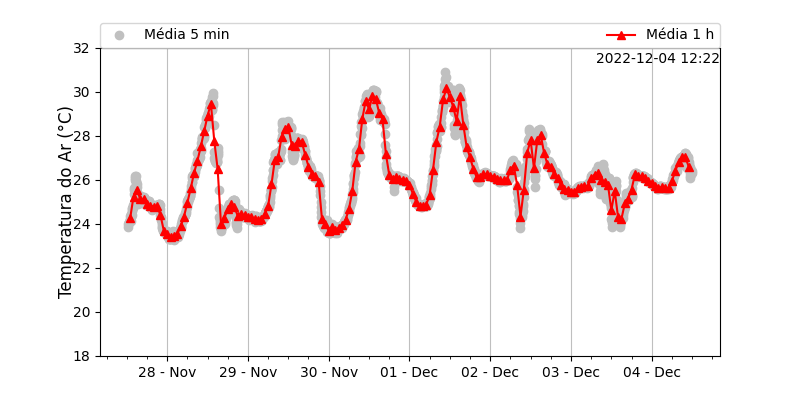 Média 5 min
Média 1 h
2022-12-04 12:22
Temperatura do Ar (°C)
32
30
28
26
24
22
20
18
28 - Nov
29 - Nov
30 - Nov
01 - Dec
02 - Dec
03 - Dec
04 - Dec